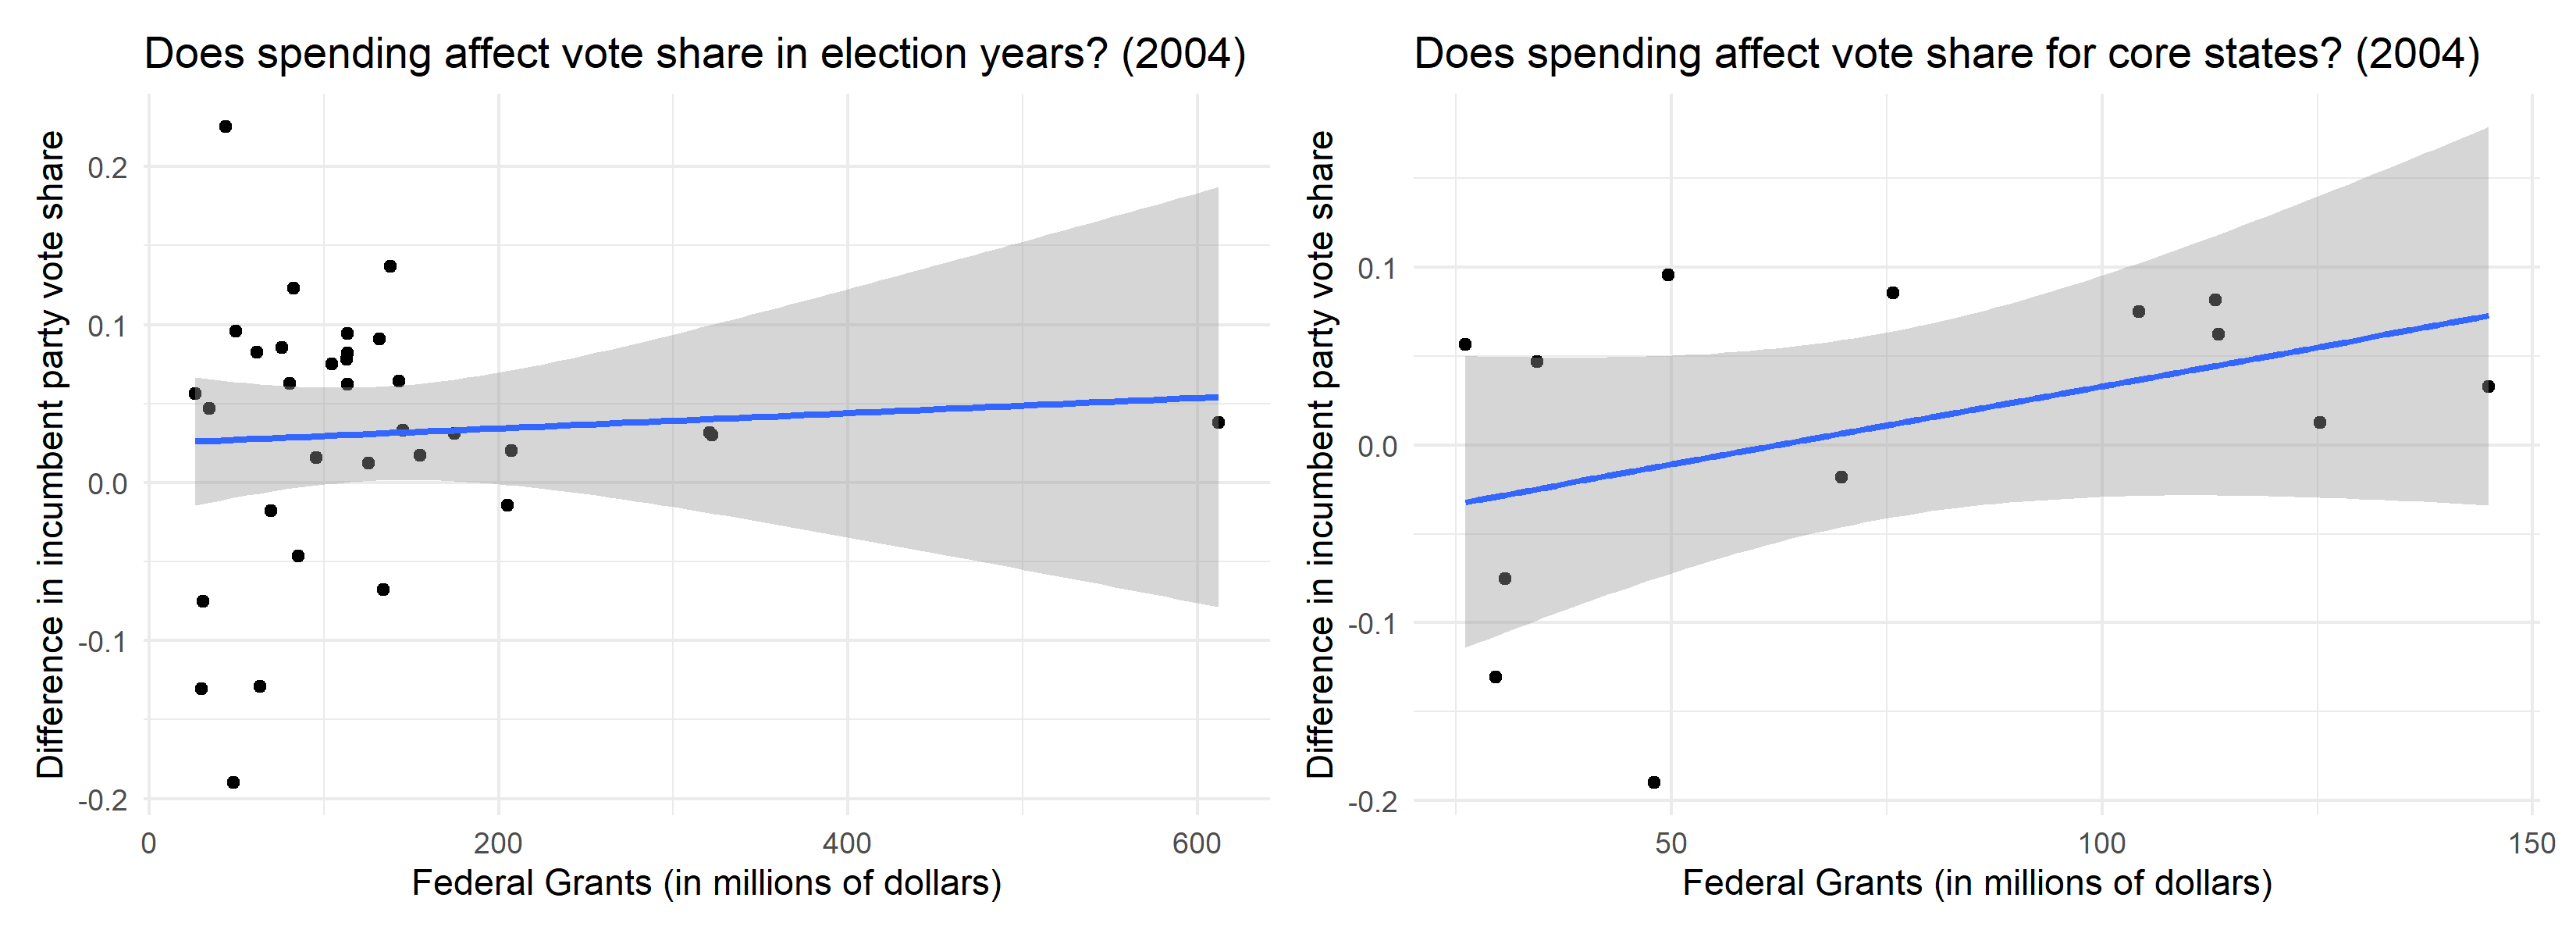 Does spending affect vote share in election years? (2004)
Difference in incumbent party vote share
0.2
0.1
0.0
-0.1
-0.2
0 200 400 600
Federal Grants (in millions of dollars)
Does spending affect vote share for core states? (2004)
Difference in incumbent party vote share
0.1
0.0
-0.1
-0.2
50 100 150
Federal Grants (in millions of dollars)